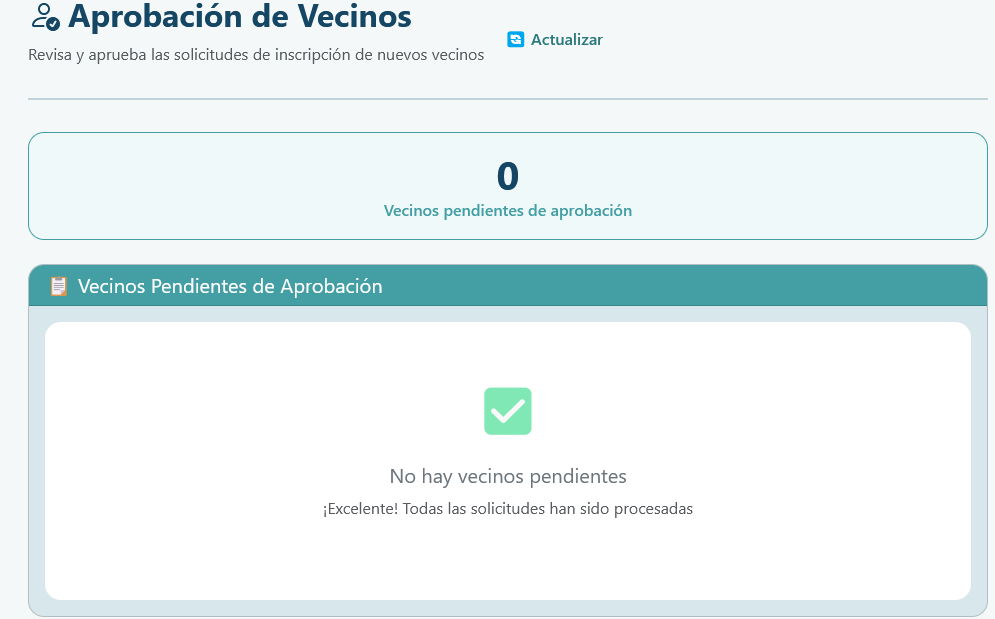 Aprobación de Vecinos
Revisa y aprueba las solicitudes de inscripción de nuevos vecinos
Actualizar
0
Vecinos pendientes de aprobación
Vecinos Pendientes de Aprobación
No hay vecinos pendientes
¡Excelente! Todas las solicitudes han sido procesadas